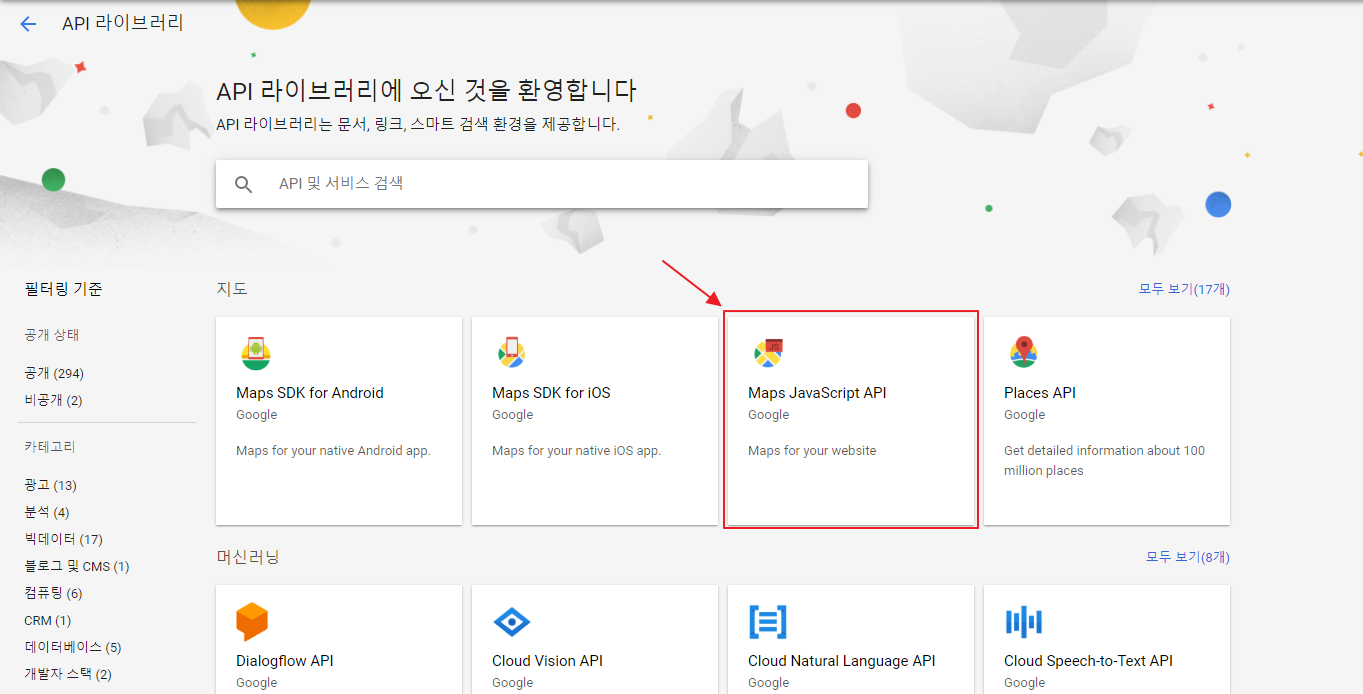 API 라이브러리
API 라이브러리에 오신 것을 환영합니다
API 라이브러리는 문서, 링크, 스마트 검색 환경을 제공합니다.
API 및 서비스 검색
필터링 기준
공개 상태
공개 (294)
비공개 (2)
카테고리
광고 (13)
분석 (4)
빅데이터 (17)
블로그 및 CMS (1)
컴퓨팅 (6)
CRM (1)
데이터베이스 (5)
개발자 스택 (2)
지도
모두 보기(17개)
Maps SDK for Android
Google
Maps for your native Android app.
Maps SDK for iOS
Google
Maps for your native iOS app.
JS
Maps JavaScript API
Google
Maps for your website
Places API
Google
Get detailed information about 100
million places
머신러닝
모두 보기(8개)
Dialogflow API
Google
Cloud Vision API
Google
Cloud Natural Language API
Google
Cloud Speech-to-Text API
Google